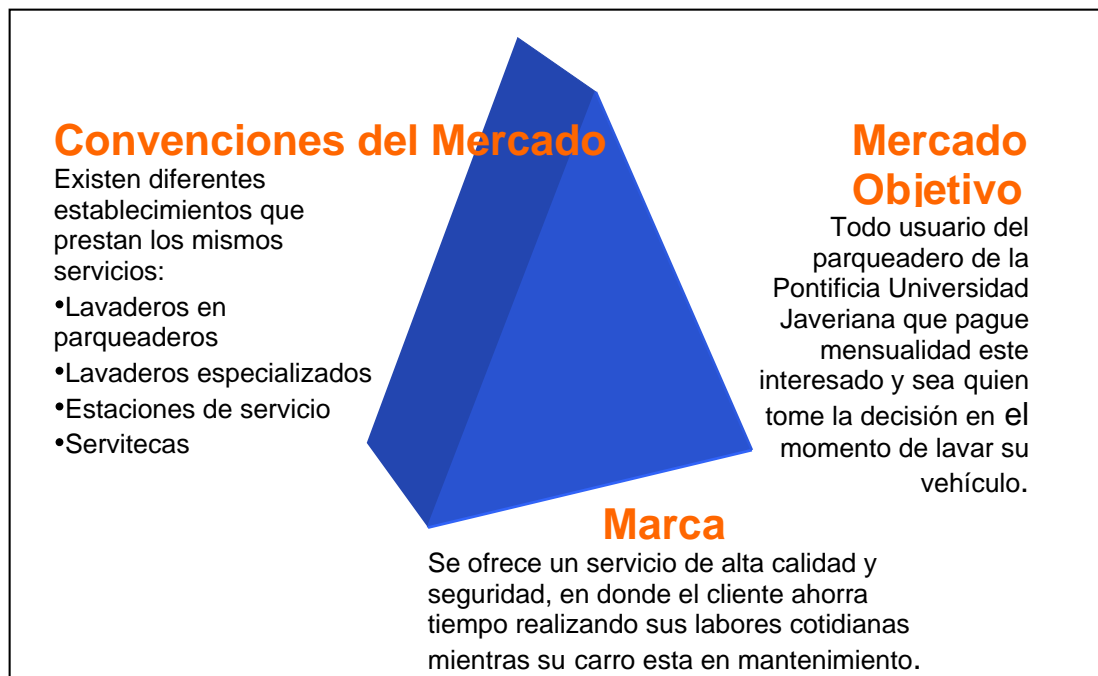 Convenciones del Mercado
Existen diferentes
establecimientos que
prestan los mismos
servicios:
•Lavaderos en
parqueaderos
•Lavaderos especializados
•Estaciones de servicio
•Servitecas
Mercado
Objetivo
Todo usuario del
parqueadero de la
Pontificia Universidad
Javeriana que pague
mensualidad este
interesado y sea quien
tome la decisión en el
momento de lavar su
vehículo.
Marca
Se ofrece un servicio de alta calidad y
seguridad, en donde el cliente ahorra
tiempo realizando sus labores cotidianas
mientras su carro esta en mantenimiento.